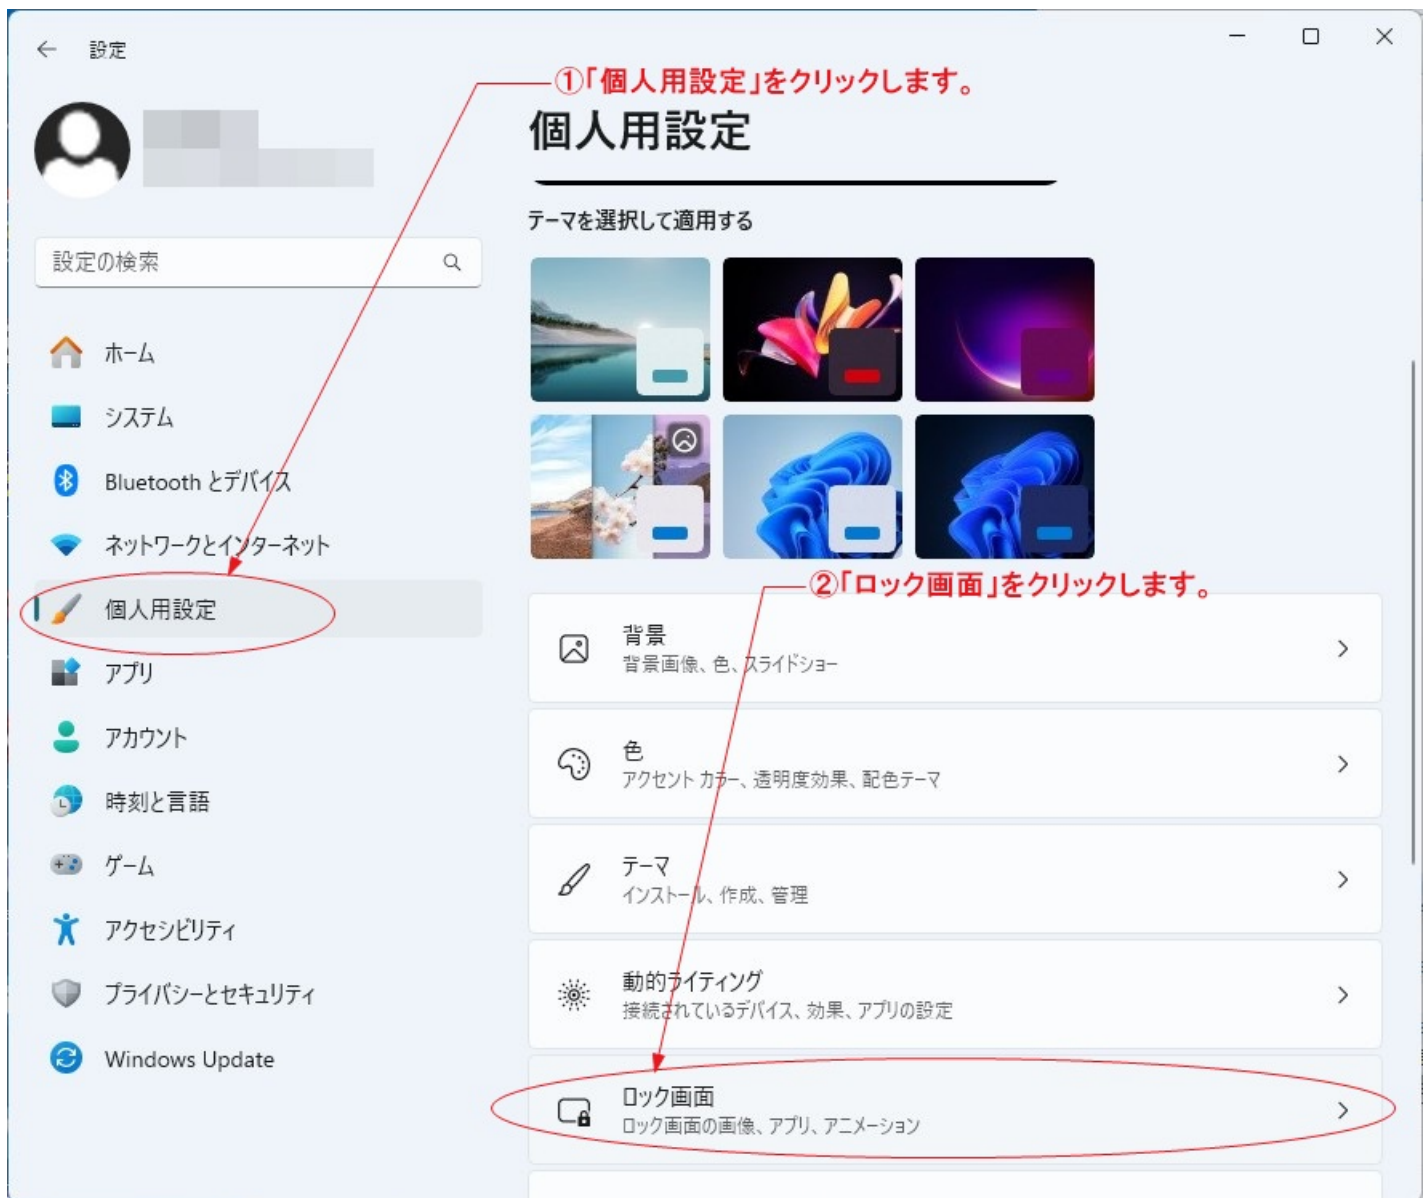 設定
①「個人用設定」をクリックします。
個人用設定
テーマを選択して適用する
設定の検索
ホーム
システム
Bluetooth とデバイス
ネットワークとインターネット
個人用設定
アプリ
アカウント
時刻と言語
ゲーム
アクセシビリティ
プライバシーとセキュリティ
Windows Update
②「ロック画面」をクリックします。
背景
背景画像、色、スライドショー
色
アクセント カラー、透明度効果、配色テーマ
テーマ
インストール、作成、管理
動的ライティング
接続されているデバイス、効果、アプリの設定
ロック画面
ロック画面の画像、アプリ、アニメーション